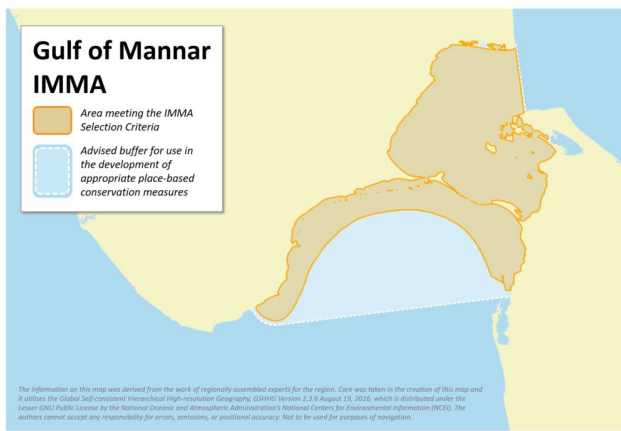 Gulf of Mannar
IMMA
Area meeting the IMMA
Selection Criteria
Advised buffer for use in
the development of
appropriate place-based
conservation measures
The information on this map was derived from the work of regionally assembled experts for the region. Care was taken in the creation of this map and
it utilises the Global Self-consistent Hierarchical High-resolution Geography, GSHHG Version 2.3.6 August 19, 2016, which is distributed under the
Lesser GNU Public License by the National Oceanic and Atmospheric Administration's National Centers for Environmental Information (NCEI). The
authors cannot accept any responsibility for errors, omissions, or positional accuracy. Not to be used for purposes of navigation.